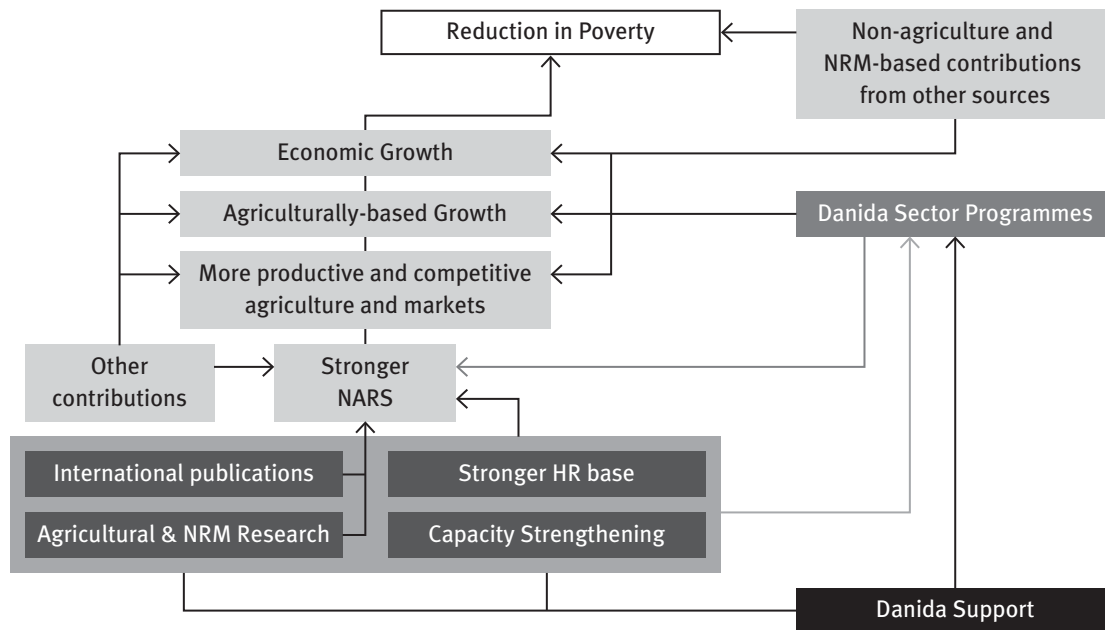 Reduction in Poverty
Non-agriculture and
NRM-based contributions
from other sources
Economic Growth
Agriculturally-based Growth
Danida Sector Programmes
More productive and competitive
agriculture and markets
Other
contributions
Stronger
NARS
International publications
Stronger HR base
Agricultural & NRM Research
Capacity Strengthening
Danida Support